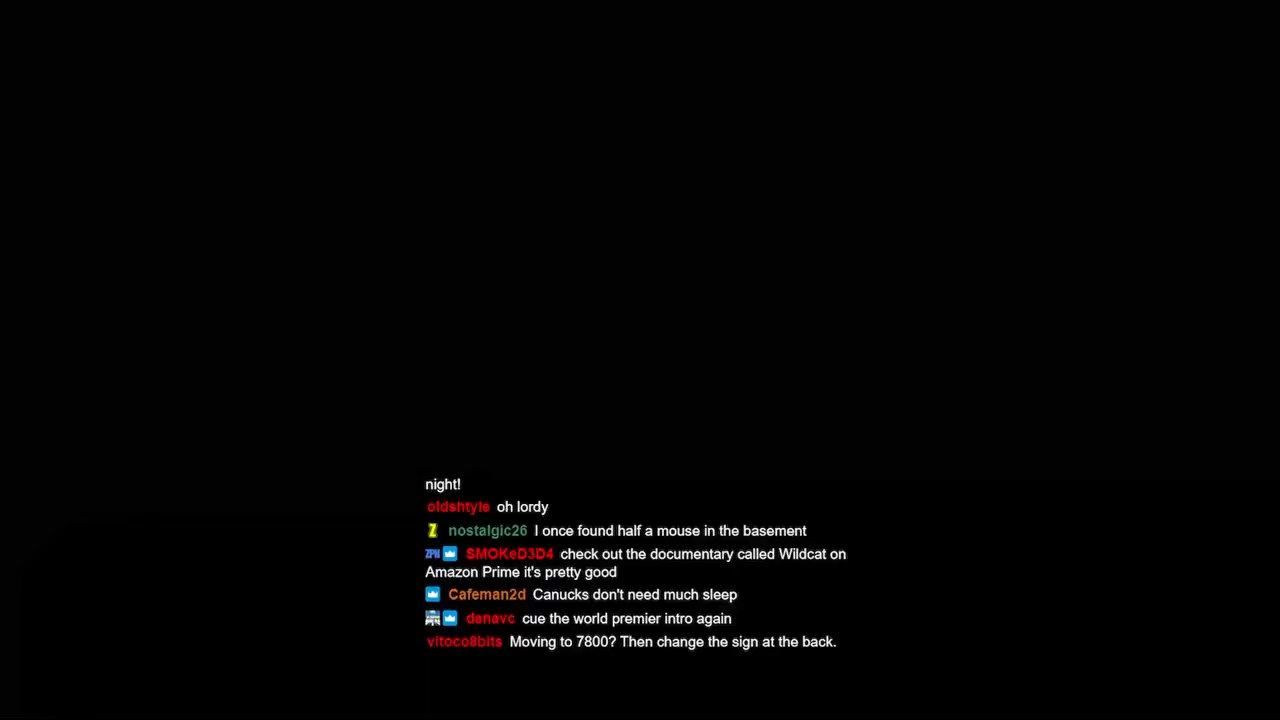 night!
oldshtyle oh lordy
Z nostalgic26 I once found half a mouse in the basement
ZPH SMOKeD3D4 check out the documentary called Wildcat on
Amazon Prime it's pretty good
Cafeman2d Canucks don't need much sleep
danavc cue the world premier intro again
vitoco8bits Moving to 7800? Then change the sign at the back.